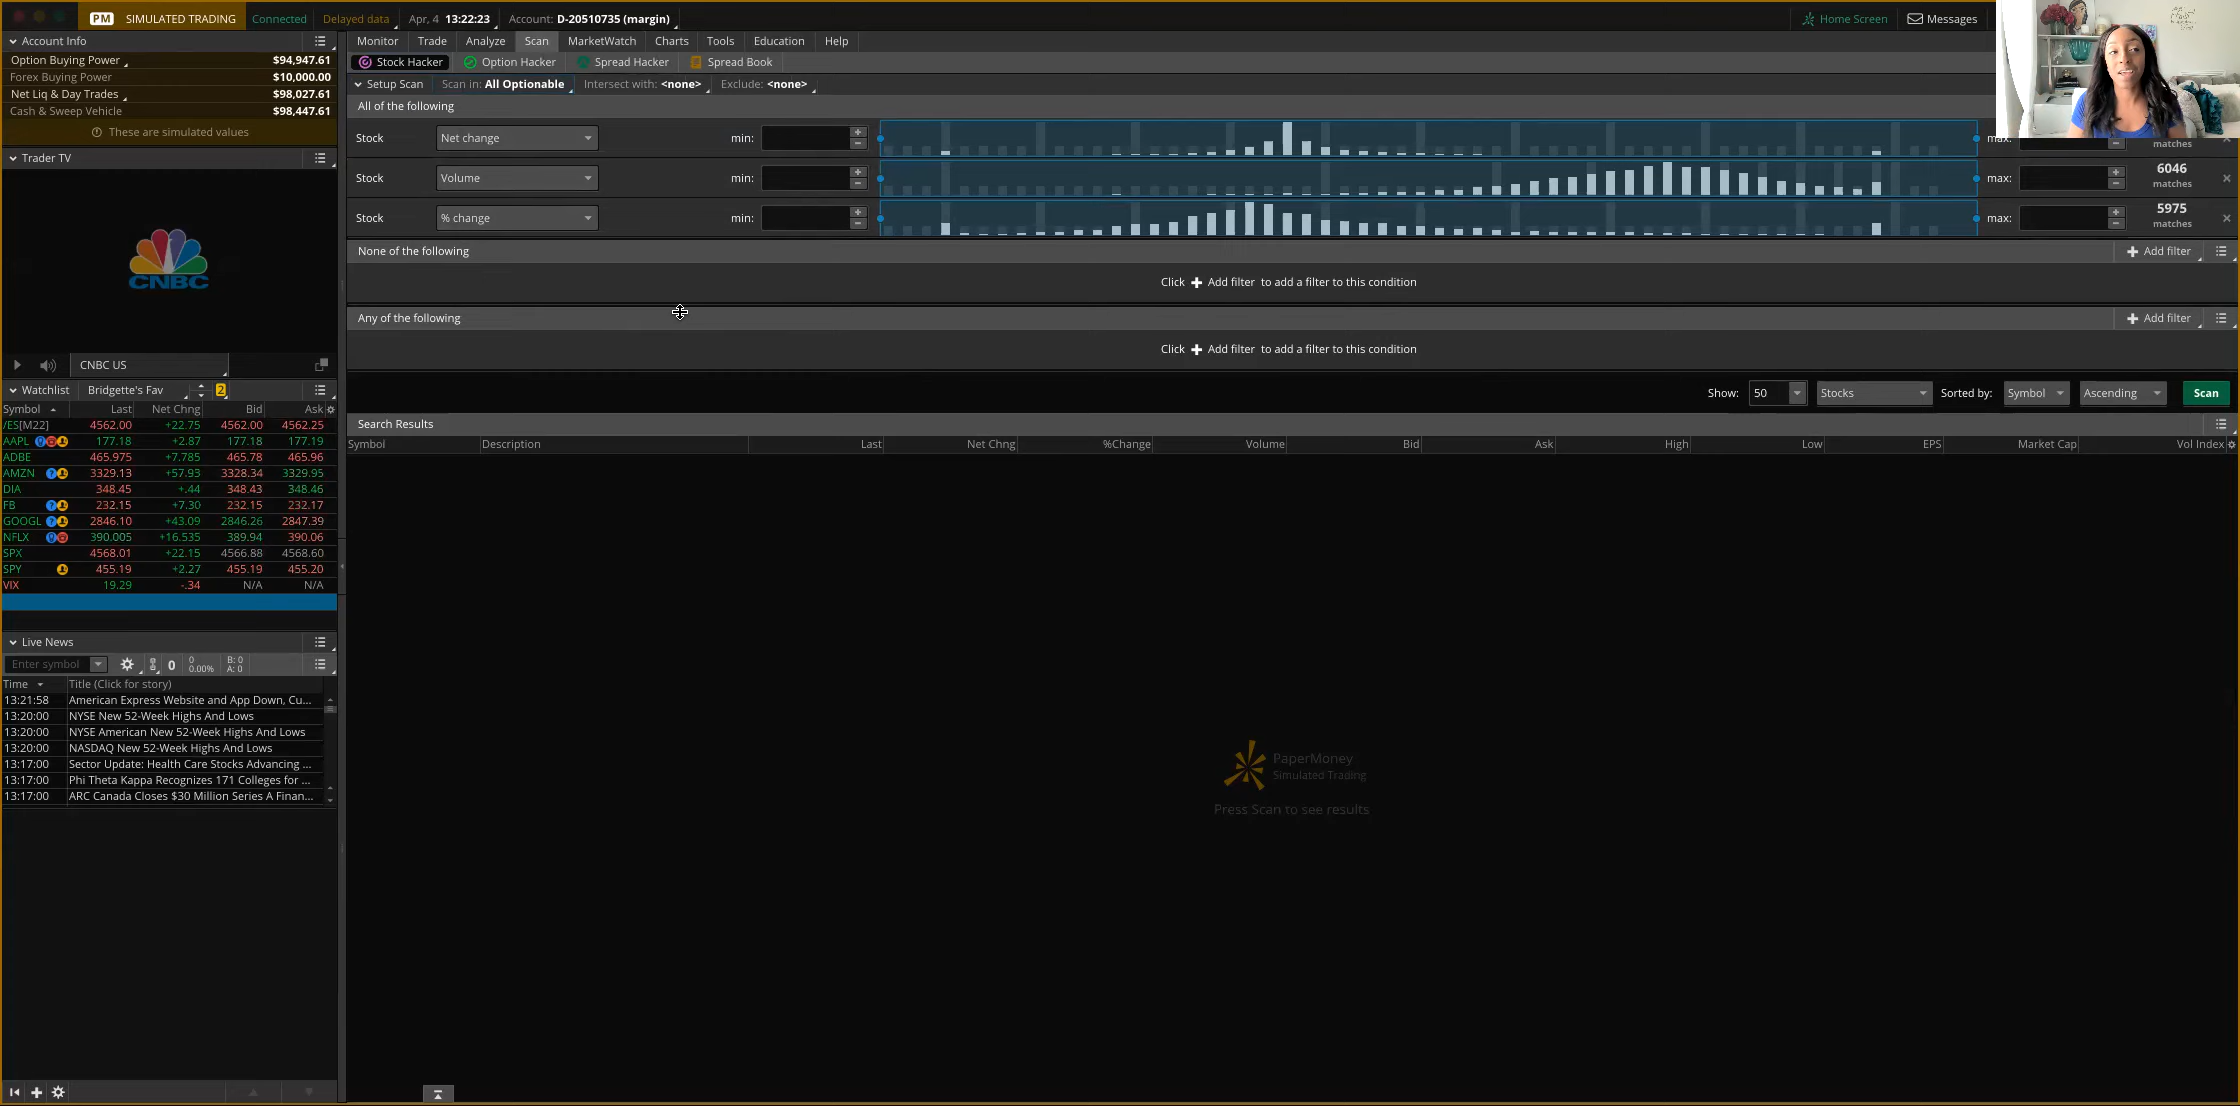 PM SIMULATED TRADING Connected Delayed data Apr, 4 13:22:23 Account: D-20510735 (margin) Home Screen Messages
Account Info
Option Buying Power $94,947.61
Forex Buying Power $10,000.00
Net Liq & Day Trades $98,027.61
Cash & Sweep Vehicle $98,447.61
These are simulated values
Trader TV
CNBC
CNBC US
Watchlist Bridgette's Fav 2
Symbol Last Net Chng Bid Ask
/ES[M22] 4562.00 +22.75 4562.00 4562.25
AAPL 177.18 +2.87 177.18 177.19
ADBE 465.975 +7.785 465.78 465.96
AMZN 3329.13 +57.93 3328.34 3329.95
DIA 348.45 +.44 348.43 348.46
FB 232.15 +7.30 232.15 232.17
GOOGL 2846.10 +43.09 2846.26 2847.39
NFLX 390.005 +16.535 389.94 390.06
SPX 4568.01 +22.15 4566.88 4568.60
SPY 455.19 +2.27 455.19 455.20
VIX 19.29 -.34 N/A N/A
Live News
Enter symbol 0 0 B: 0
0.00% A: 0
Time Title (Click for story)
13:21:58 American Express Website and App Down, Cu...
13:20:00 NYSE New 52-Week Highs And Lows
13:20:00 NYSE American New 52-Week Highs And Lows
13:20:00 NASDAQ New 52-Week Highs And Lows
13:17:00 Sector Update: Health Care Stocks Advancing ...
13:17:00 Phi Theta Kappa Recognizes 171 Colleges for ...
13:17:00 ARC Canada Closes $30 Million Series A Finan...
Monitor Trade Analyze Scan MarketWatch Charts Tools Education Help
Stock Hacker Option Hacker Spread Hacker Spread Book
Setup Scan Scan in: All Optionable Intersect with: <none> Exclude: <none>
All of the following
Stock Net change min: max: matches
Stock Volume min: max: 6046 matches
Stock % change min: max: 5975 matches
None of the following Add filter
Click Add filter to add a filter to this condition
Any of the following Add filter
Click Add filter to add a filter to this condition
Show: 50 Stocks Sorted by: Symbol Ascending Scan
Search Results
Symbol Description Last Net Chng %Change Volume Bid Ask High Low EPS Market Cap Vol Index
PaperMoney
Simulated Trading
Press Scan to see results